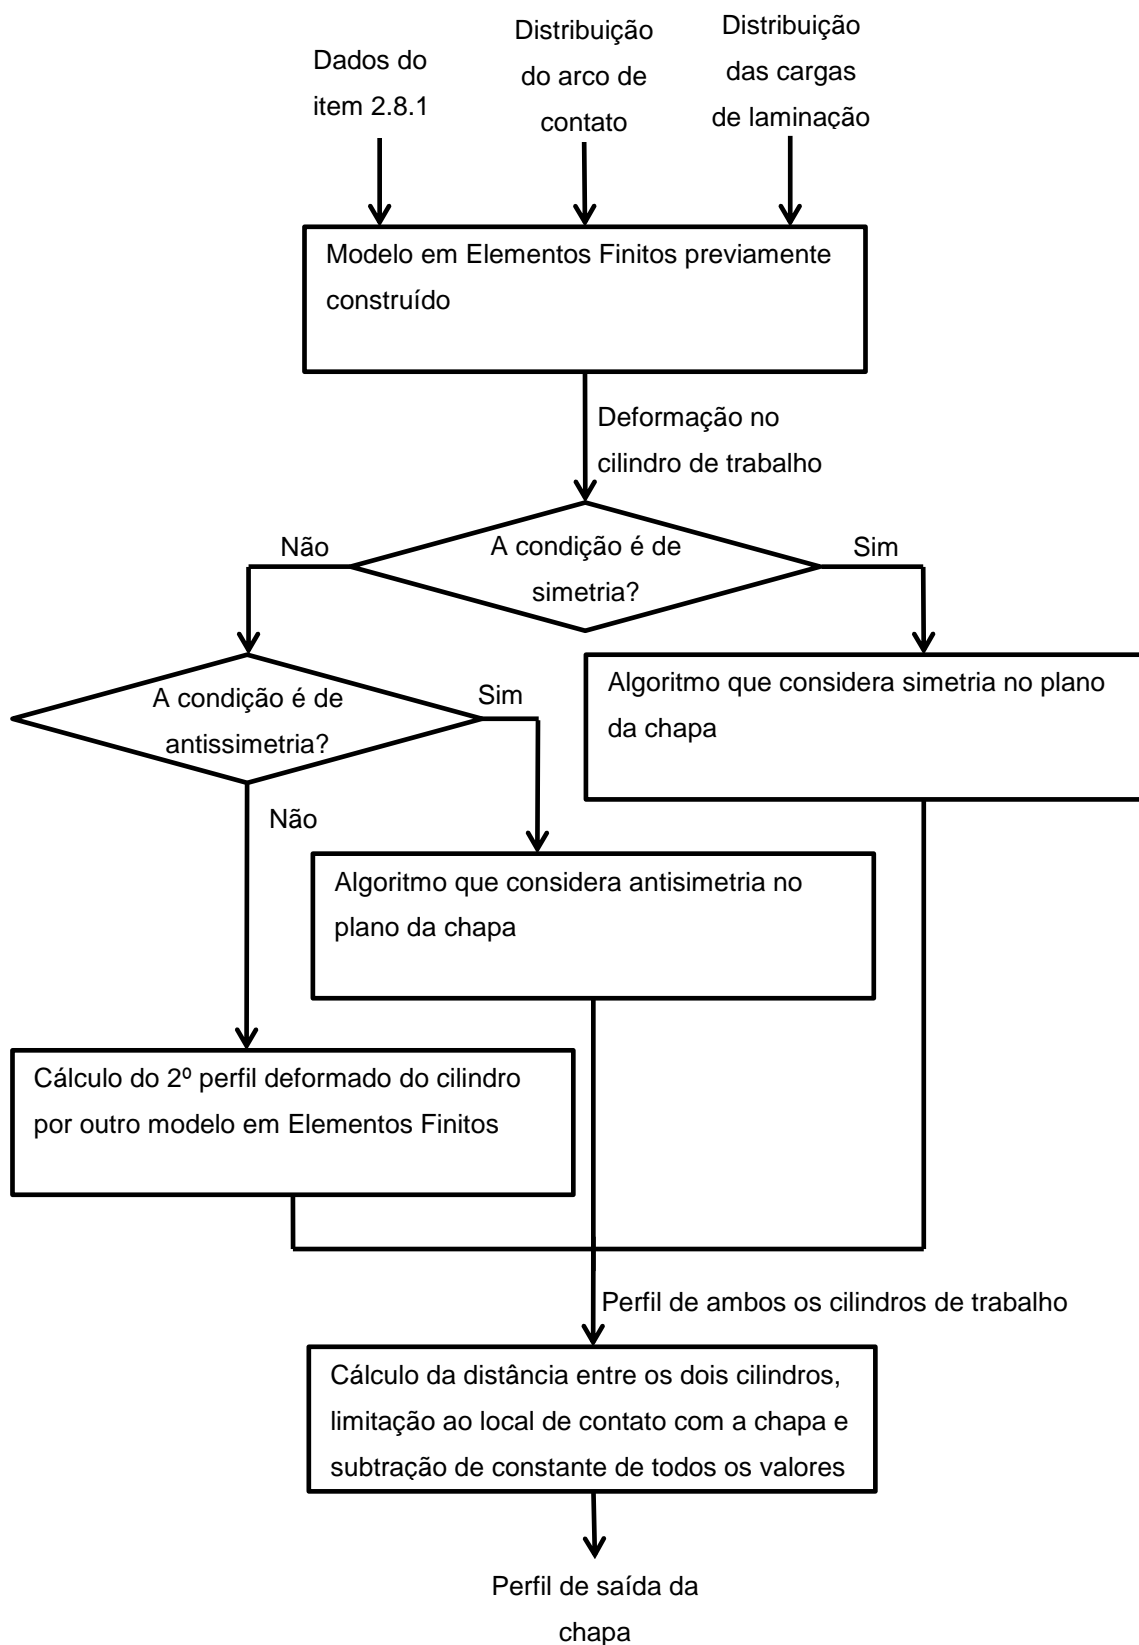 Dados do
item 2.8.1
Distribuição
do arco de
contato
Distribuição
das cargas
de laminação
Modelo em Elementos Finitos previamente
construído
Deformação no
cilindro de trabalho
Não
A condição é de
simetria?
Sim
A condição é de
antissimetria?
Sim
Algoritmo que considera simetria no plano
da chapa
Não
Algoritmo que considera antisimetria no
plano da chapa
Cálculo do 2º perfil deformado do cilindro
por outro modelo em Elementos Finitos
Perfil de ambos os cilindros de trabalho
Cálculo da distância entre os dois cilindros,
limitação ao local de contato com a chapa e
subtração de constante de todos os valores
Perfil de saída da
chapa